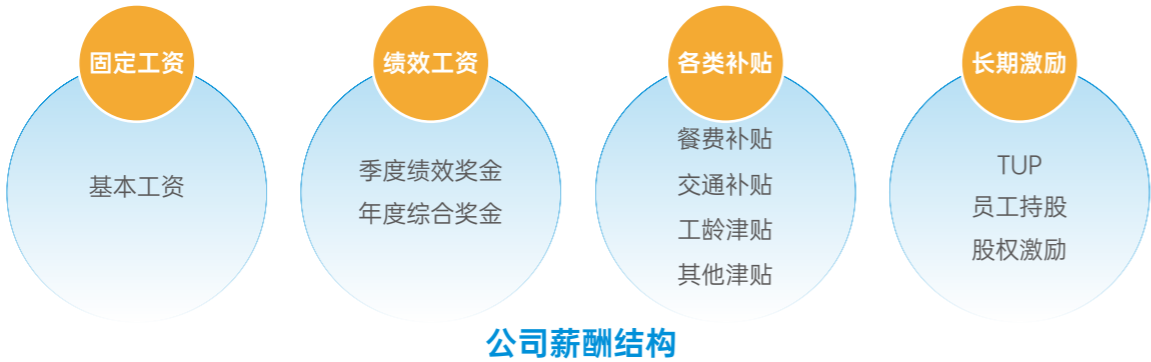 固定工资
基本工资
绩效工资
季度绩效奖金
年度综合奖金
各类补贴
餐费补贴
交通补贴
工龄津贴
其他津贴
长期激励
TUP
员工持股
股权激励
公司薪酬结构